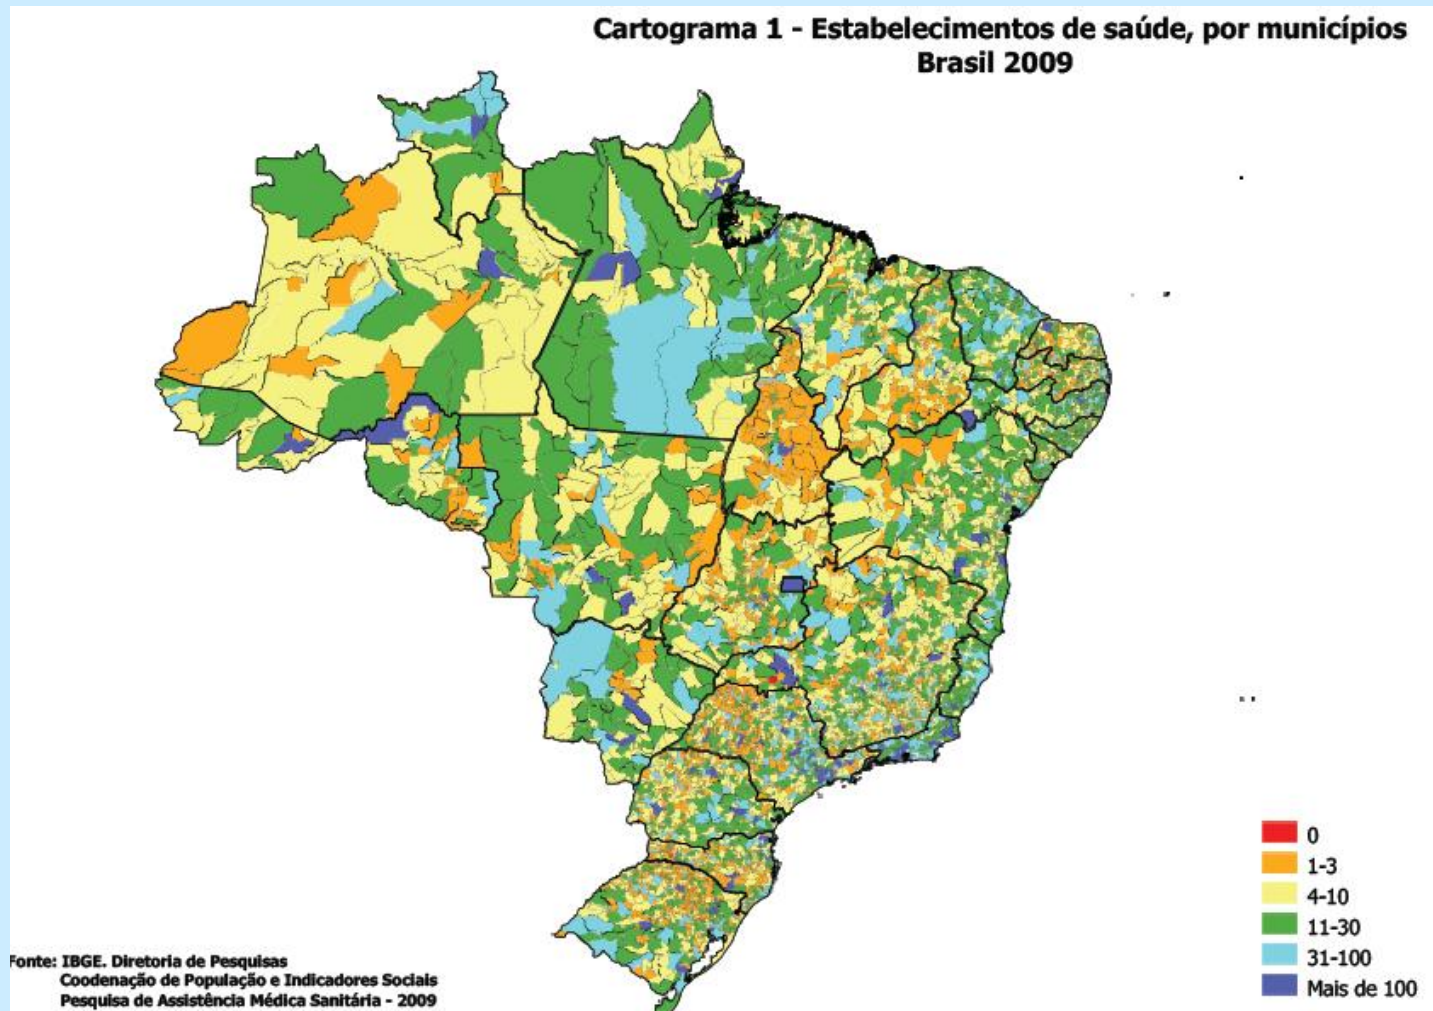 Cartograma 1 - Estabelecimentos de saúde, por municípios
Brasil 2009
0
1-3
4-10
11-30
31-100
Mais de 100
Fonte: IBGE. Diretoria de Pesquisas
Coodenação de População e Indicadores Sociais
Pesquisa de Assistência Médica Sanitária - 2009